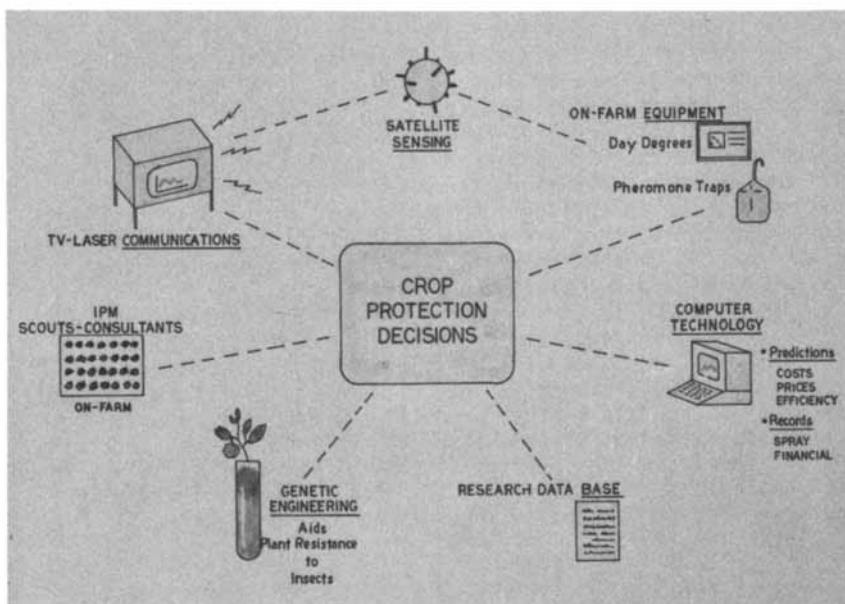 SATELLITE
SENSING
ON-FARM EQUIPMENT
Day Degrees
Pheromone Traps
TV-LASER COMMUNICATIONS
CROP
PROTECTION
DECISIONS
IPM
SCOUTS-CONSULTANTS
ON-FARM
COMPUTER
TECHNOLOGY
• Predictions
COSTS
PRICES
EFFICIENCY
• Records
SPRAY
FINANCIAL
GENETIC
ENGINEERING
Aids
Plant Resistance
to
Insects
RESEARCH DATA BASE